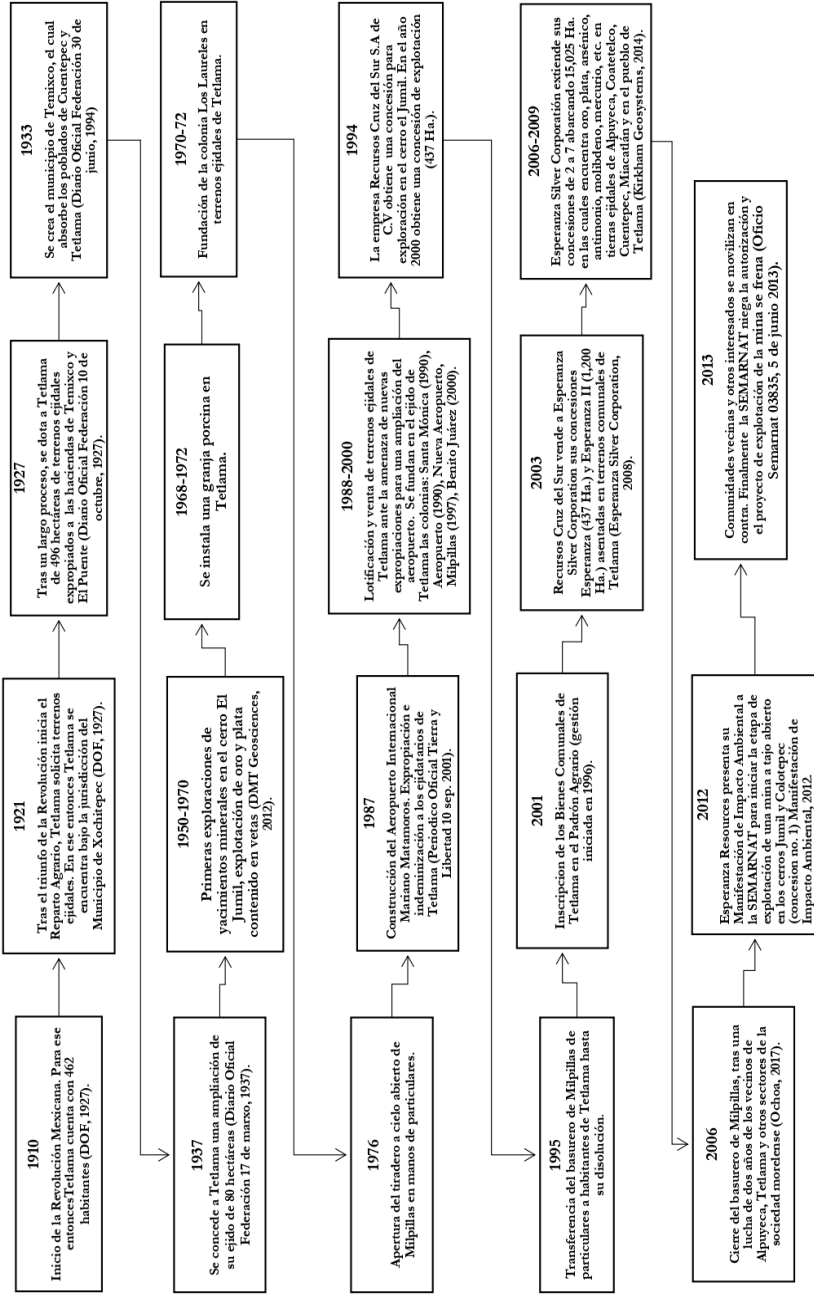 1910
Inicio de la Revolución Mexicana. Para ese
entoncesTetlama cuenta con 462
habitantes (DOF, 1927).
1921
Tras el triunfo de la Revolución inicia el
Reparto Agrario, Tetlama solicita terrenos
ejidales. En ese entonces Tetlama se
encuentra bajo la jurisdicción del
Municipio de Xochitepec (DOF, 1927).
1927
Tras un largo proceso, se dota a Tetlama
de 496 hectáreas de terrenos ejidales
expropiados a las haciendas de Temixco y
El Puente (Diario Oficial Federación 10 de
octubre, 1927).
1933
Se crea el municipio de Temixco, el cual
absorbe los poblados de Cuentepec y
Tetlama (Diario Oficial Federación 30 de
junio, 1994)
1937
Se concede a Tetlama una ampliación de
su ejido de 80 hectáreas (Diario Oficial
Federación 17 de marxo, 1937).
1950-1970
Primeras exploraciones de
yacimientos minerales en el cerro El
Jumil, explotación de oro y plata
contenido en vetas (DMT Geosciences,
2012).
1968-1972
Se instala una granja porcina en
Tetlama.
1970-72
Fundación de la colonia Los Laureles en
terrenos ejidales de Tetlama.
1976
Apertura del tiradero a cielo abierto de
Milpillas en manos de particulares.
1987
Construcción del Aeropuerto Internacional
Mariano Matamoros. Expropiación e
indeminización a los ejidatarios de
Tetlama (Periodico Oficial Tierra y
Libertad 10 sep. 2001).
1988-2000
Lotificación y venta de terrenos ejidales de
Tetlama ante la amenaza de nuevas
expropiaciones para una ampliación del
aeropuerto. Se fundan en el ejido de
Tetlama las colonias: Santa Mónica (1990),
Aeropuerto (1990), Nueva Aeropuerto,
Milpillas (1997), Benito Juárez (2000).
1994
La empresa Recursos Cruz del Sur S.A de
C.V obtiene una concesión para
exploración en el cerro el Jumil. En el año
2000 obtiene una concesión de explotación
(437 Ha.).
1995
Transferencia del basurero de Milpillas de
particulares a habitantes de Tetlama hasta
su disolución.
2001
Inscripcion de los Bienes Comunales de
Tetlama en el Padrón Agrario (gestión
iniciada en 1996).
2003
Recursos Cruz del Sur vende a Esperanza
Silver Corporation sus concesiones
Esperanza (437 Ha.) y Esperanza II (1,200
Ha.) asentadas en terrenos comunales de
Tetlama (Esperanza Silver Corporation,
2008).
2006-2009
Esperanza Silver Corporatión extiende sus
concesiones de 2 a 7 abarcando 15,025 Ha.
en las cuales encuentra oro, plata, arsénico,
antimonio, molibdeno, mercurio, etc. en
tierras ejidales de Alpuyeca, Coatetelco,
Cuentepec, Miacatlán y en el pueblo de
Tetlama (Kirkham Geosystems, 2014).
2006
Cierre del basurero de Milpillas, tras una
lucha de dos años de los vecinos de
Alpuyeca, Tetlama y otros sectores de la
sociedad morelense (Ochoa, 2017).
2012
Esperanza Resources presenta su
Manifestación de Impacto Ambiental a
la SEMARNAT para iniciar la etapa de
explotación de una mina a tajo abierto
en los cerros Jumil y Colotepec
(concesion no. 1) Manifestación de
Impacto Ambiental, 2012.
2013
Comunidades vecinas y otros interesados se movilizan en
contra. Finalmente la SEMARNAT niega la autorización y
el proyecto de explotación de la mina se frena (Oficio
Semarnat 03835, 5 de junio 2013).